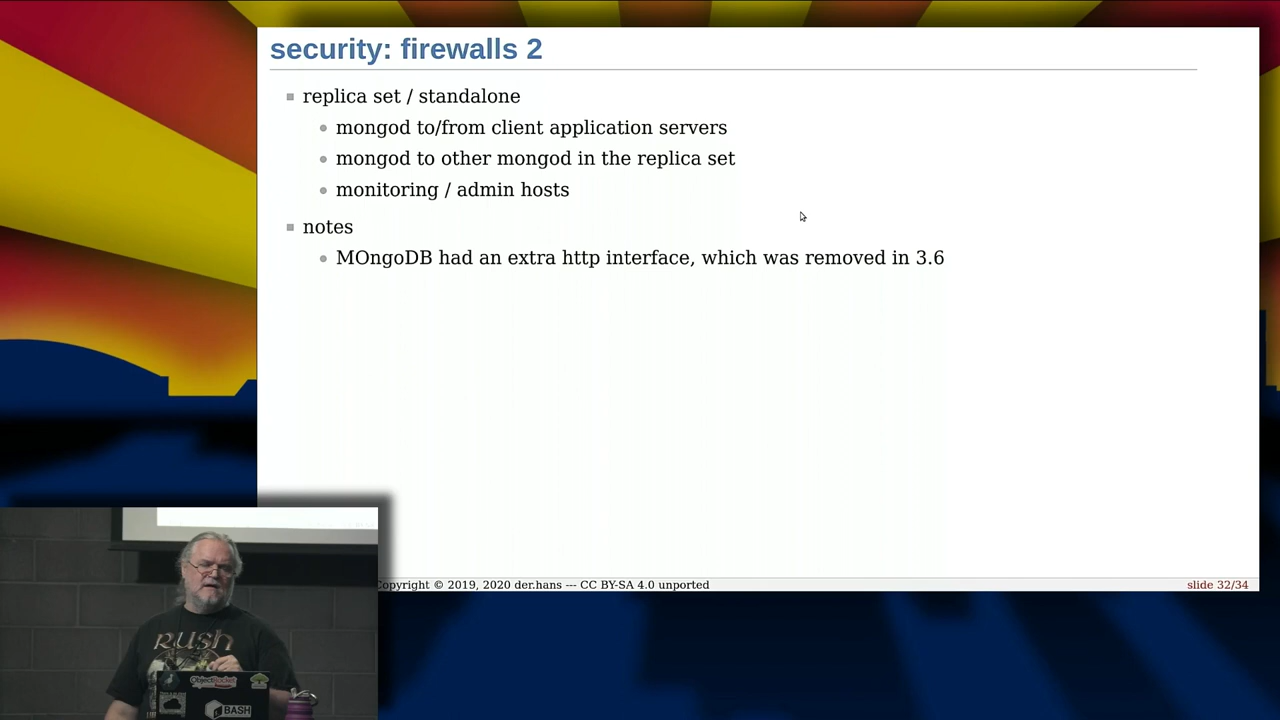 security: firewalls 2
replica set / standalone
mongod to/from client application servers
mongod to other mongod in the replica set
monitoring / admin hosts
notes
MOngoDB had an extra http interface, which was removed in 3.6
Copyright © 2019, 2020 der.hans --- CC BY-SA 4.0 unported
slide 32/34
RUSH
ObjectRocket
BASH